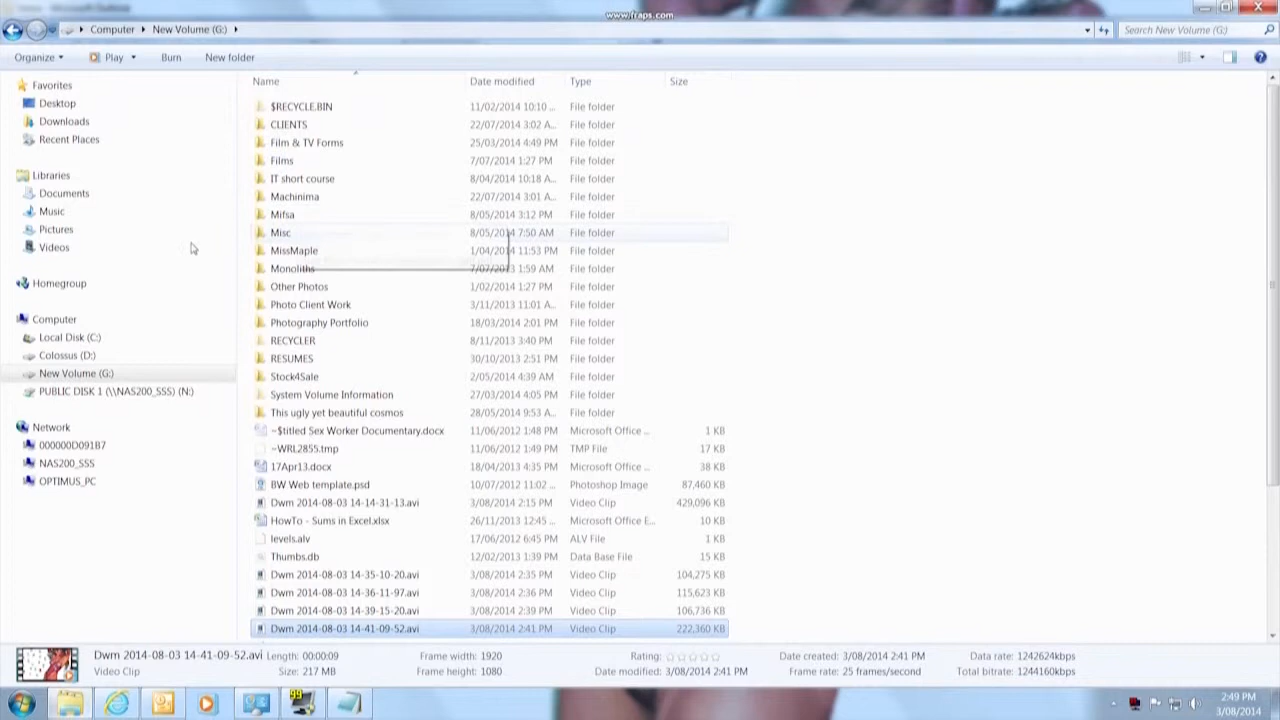 www.fraps.com
Computer New Volume (G:) Search New Volume (G:)
Organize Play Burn New folder
Name Date modified Type Size
Favorites
Desktop
Downloads
Recent Places
Libraries
Documents
Music
Pictures
Videos
Homegroup
Computer
Local Disk (C:)
Colossus (D:)
New Volume (G:)
PUBLIC DISK 1 (\\NAS200_SSS) (N:)
Network
000000D091B7
NAS200_SSS
OPTIMUS_PC
$RECYCLE.BIN 11/02/2014 10:10 ... File folder
CLIENTS 22/07/2014 3:02 A... File folder
Film & TV Forms 25/03/2014 4:49 PM File folder
Films 7/07/2014 1:27 PM File folder
IT short course 8/04/2014 10:18 A... File folder
Machinima 22/07/2014 3:01 A... File folder
Mifsa 8/05/2014 3:12 PM File folder
Misc 8/05/2014 7:50 AM File folder
MissMaple 1/04/2014 11:53 PM File folder
Monoliths 7/07/2013 1:59 AM File folder
Other Photos 1/02/2014 1:27 PM File folder
Photo Client Work 3/11/2013 11:01 A... File folder
Photography Portfolio 18/03/2014 2:01 PM File folder
RECYCLER 8/11/2013 3:40 PM File folder
RESUMES 30/10/2013 2:51 PM File folder
Stock4Sale 2/05/2014 4:39 AM File folder
System Volume Information 27/03/2014 4:05 PM File folder
This ugly yet beautiful cosmos 28/05/2014 9:53 A... File folder
~$titled Sex Worker Documentary.docx 11/06/2012 1:48 PM Microsoft Office ... 1 KB
~WRL2855.tmp 11/06/2012 1:49 PM TMP File 17 KB
17Apr13.docx 18/04/2013 4:35 PM Microsoft Office ... 38 KB
BW Web template.psd 10/07/2012 11:02 ... Photoshop Image 87,460 KB
Dwm 2014-08-03 14-14-31-13.avi 3/08/2014 2:15 PM Video Clip 429,096 KB
HowTo - Sums in Excel.xlsx 26/11/2013 12:45 ... Microsoft Office E... 10 KB
levels.alv 17/06/2012 6:45 PM ALV File 1 KB
Thumbs.db 12/02/2013 1:39 PM Data Base File 15 KB
Dwm 2014-08-03 14-35-10-20.avi 3/08/2014 2:35 PM Video Clip 104,275 KB
Dwm 2014-08-03 14-36-11-97.avi 3/08/2014 2:36 PM Video Clip 115,623 KB
Dwm 2014-08-03 14-39-15-20.avi 3/08/2014 2:39 PM Video Clip 106,736 KB
Dwm 2014-08-03 14-41-09-52.avi 3/08/2014 2:41 PM Video Clip 222,360 KB
Dwm 2014-08-03 14-41-09-52.avi Length: 00:00:09 Frame width: 1920 Rating: Date created: 3/08/2014 2:41 PM Data rate: 1242624kbps
Video Clip Size: 217 MB Frame height: 1080 Date modified: 3/08/2014 2:41 PM Frame rate: 25 frames/second Total bitrate: 1244160kbps
99
2:49 PM
3/08/2014